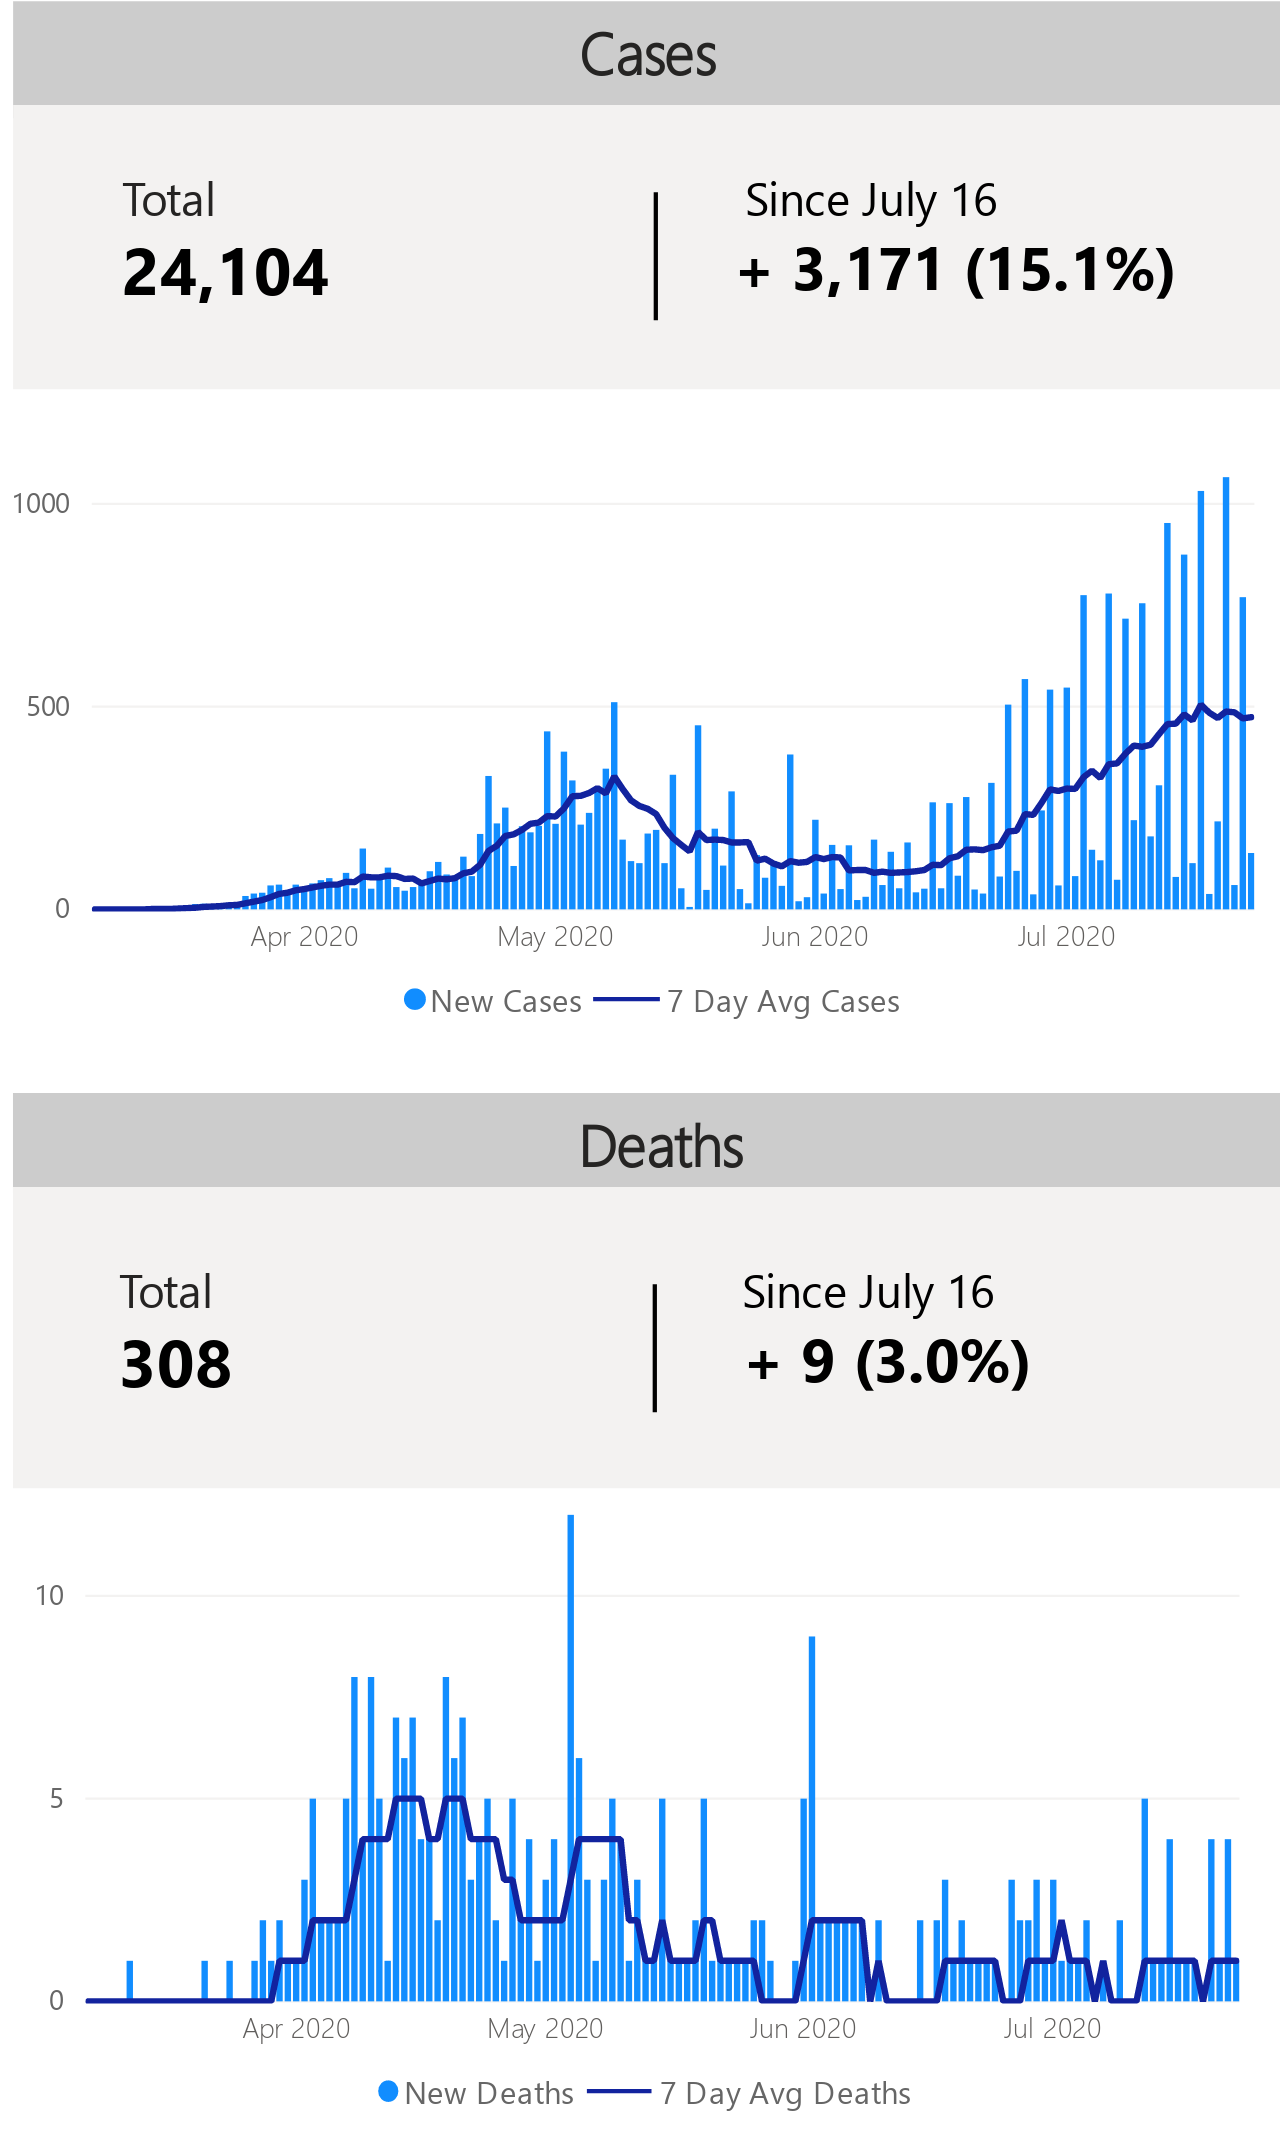 Cases
Total
Since July 16
24,104
+ 3,171 (15.1%)
1000
500
0
Apr 2020
May 2020
Jun 2020
Jul 2020
New Cases
7 Day Avg Cases
Deaths
Total
Since July 16
308
+ 9 (3.0%)
10
5
0
Apr 2020
May 2020
Jun 2020
Jul 2020
New Deaths
7 Day Avg Deaths